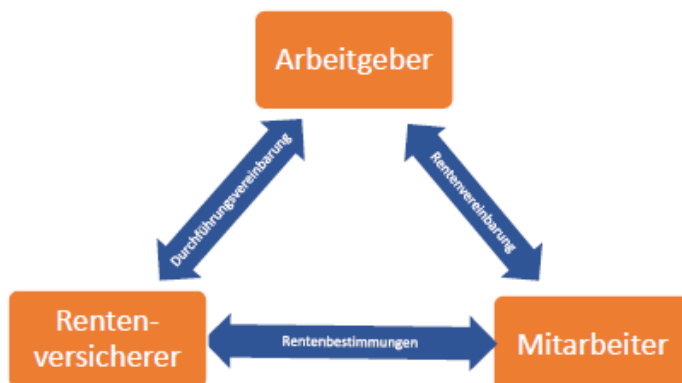 Arbeitgeber
Durchführungsvereinbarung
Rentenvereinbarung
Renten-
versicherer
Rentenbestimmungen
Mitarbeiter